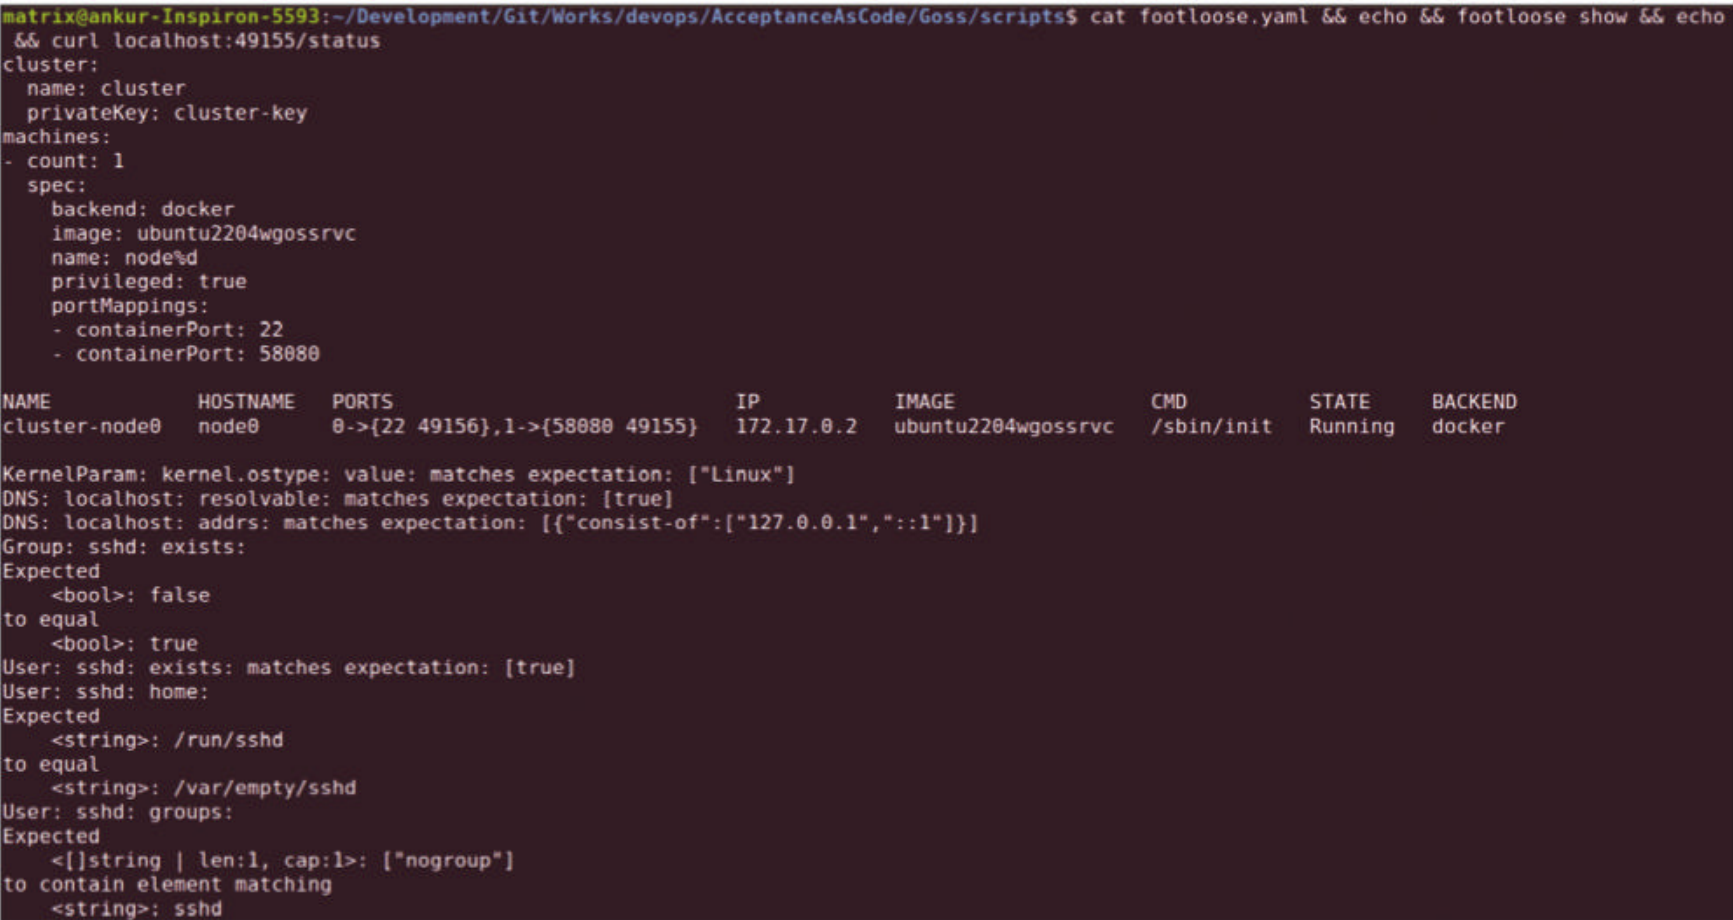 matrix@ankur-Inspiron-5593:~/Development/Git/Works/devops/AcceptanceAsCode/Goss/scripts$ cat footloose.yaml && echo && footloose show && echo
 && curl localhost:49155/status
cluster:
  name: cluster
  privateKey: cluster-key
machines:
- count: 1
  spec:
    backend: docker
    image: ubuntu2204wgossrvc
    name: node%d
    privileged: true
    portMappings:
    - containerPort: 22
    - containerPort: 58080

NAME            HOSTNAME   PORTS                            IP           IMAGE                CMD          STATE     BACKEND
cluster-node0   node0      0->{22 49156},1->{58080 49155}   172.17.0.2   ubuntu2204wgossrvc   /sbin/init   Running   docker

KernelParam: kernel.ostype: value: matches expectation: ["Linux"]
DNS: localhost: resolvable: matches expectation: [true]
DNS: localhost: addrs: matches expectation: [{"consist-of":["127.0.0.1","::1"]}]
Group: sshd: exists:
Expected
    <bool>: false
to equal
    <bool>: true
User: sshd: exists: matches expectation: [true]
User: sshd: home:
Expected
    <string>: /run/sshd
to equal
    <string>: /var/empty/sshd
User: sshd: groups:
Expected
    <[]string | len:1, cap:1>: ["nogroup"]
to contain element matching
    <string>: sshd